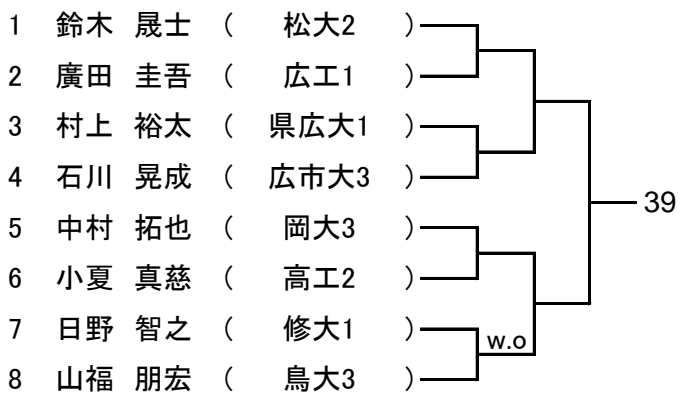 1 鈴木 晟士 ( 松大2 )
2 廣田 圭吾 ( 広工1 )
3 村上 裕太 ( 県広大1 )
4 石川 晃成 ( 広市大3 )
39
5 中村 拓也 ( 岡大3 )
6 小夏 真慈 ( 高工2 )
7 日野 智之 ( 修大1 )
w.o
8 山福 朋宏 ( 鳥大3 )